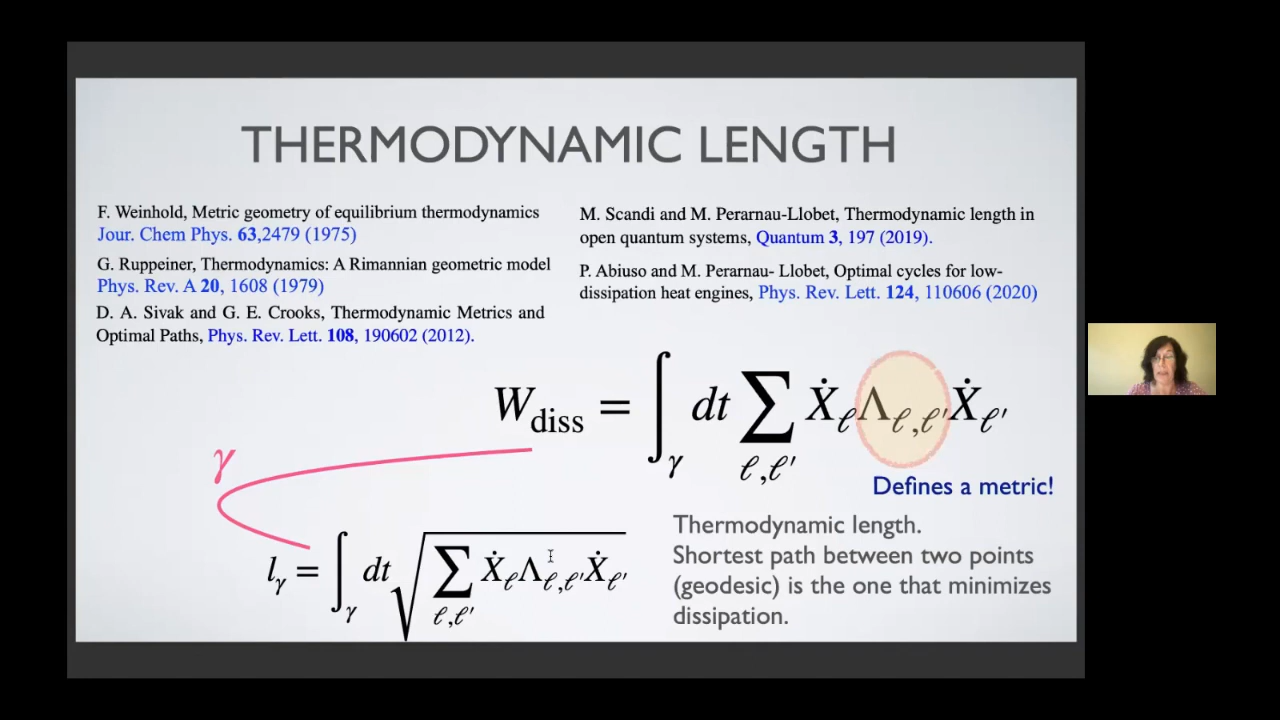 THERMODYNAMIC LENGTH
F. Weinhold, Metric geometry of equilibrium thermodynamics
Jour. Chem Phys. 63,2479 (1975)
G. Ruppeiner, Thermodynamics: A Rimannian geometric model
Phys. Rev. A 20, 1608 (1979)
D. A. Sivak and G. E. Crooks, Thermodynamic Metrics and
Optimal Paths, Phys. Rev. Lett. 108, 190602 (2012).
M. Scandi and M. Perarnau-Llobet, Thermodynamic length in
open quantum systems, Quantum 3, 197 (2019).
P. Abiuso and M. Perarnau- Llobet, Optimal cycles for low-
dissipation heat engines, Phys. Rev. Lett. 124, 110606 (2020)
W_diss = ∫_γ dt ∑_{ℓ,ℓ'} Ẋ_ℓ Λ_{ℓ,ℓ'} Ẋ_{ℓ'}
Defines a metric!
γ
l_γ = ∫_γ dt √(∑_{ℓ,ℓ'} Ẋ_ℓ Λ_{ℓ,ℓ'} Ẋ_{ℓ'})
Thermodynamic length.
Shortest path between two points
(geodesic) is the one that minimizes
dissipation.